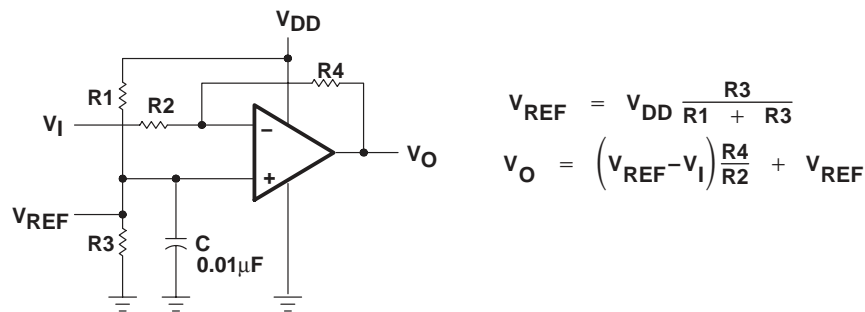 VDD
R4
R1
R2
VI
−
+
VO
VREF
R3
C
0.01μF
VREF = VDD R3 / R1 + R3
VO = (VREF−VI) R4 / R2 + VREF